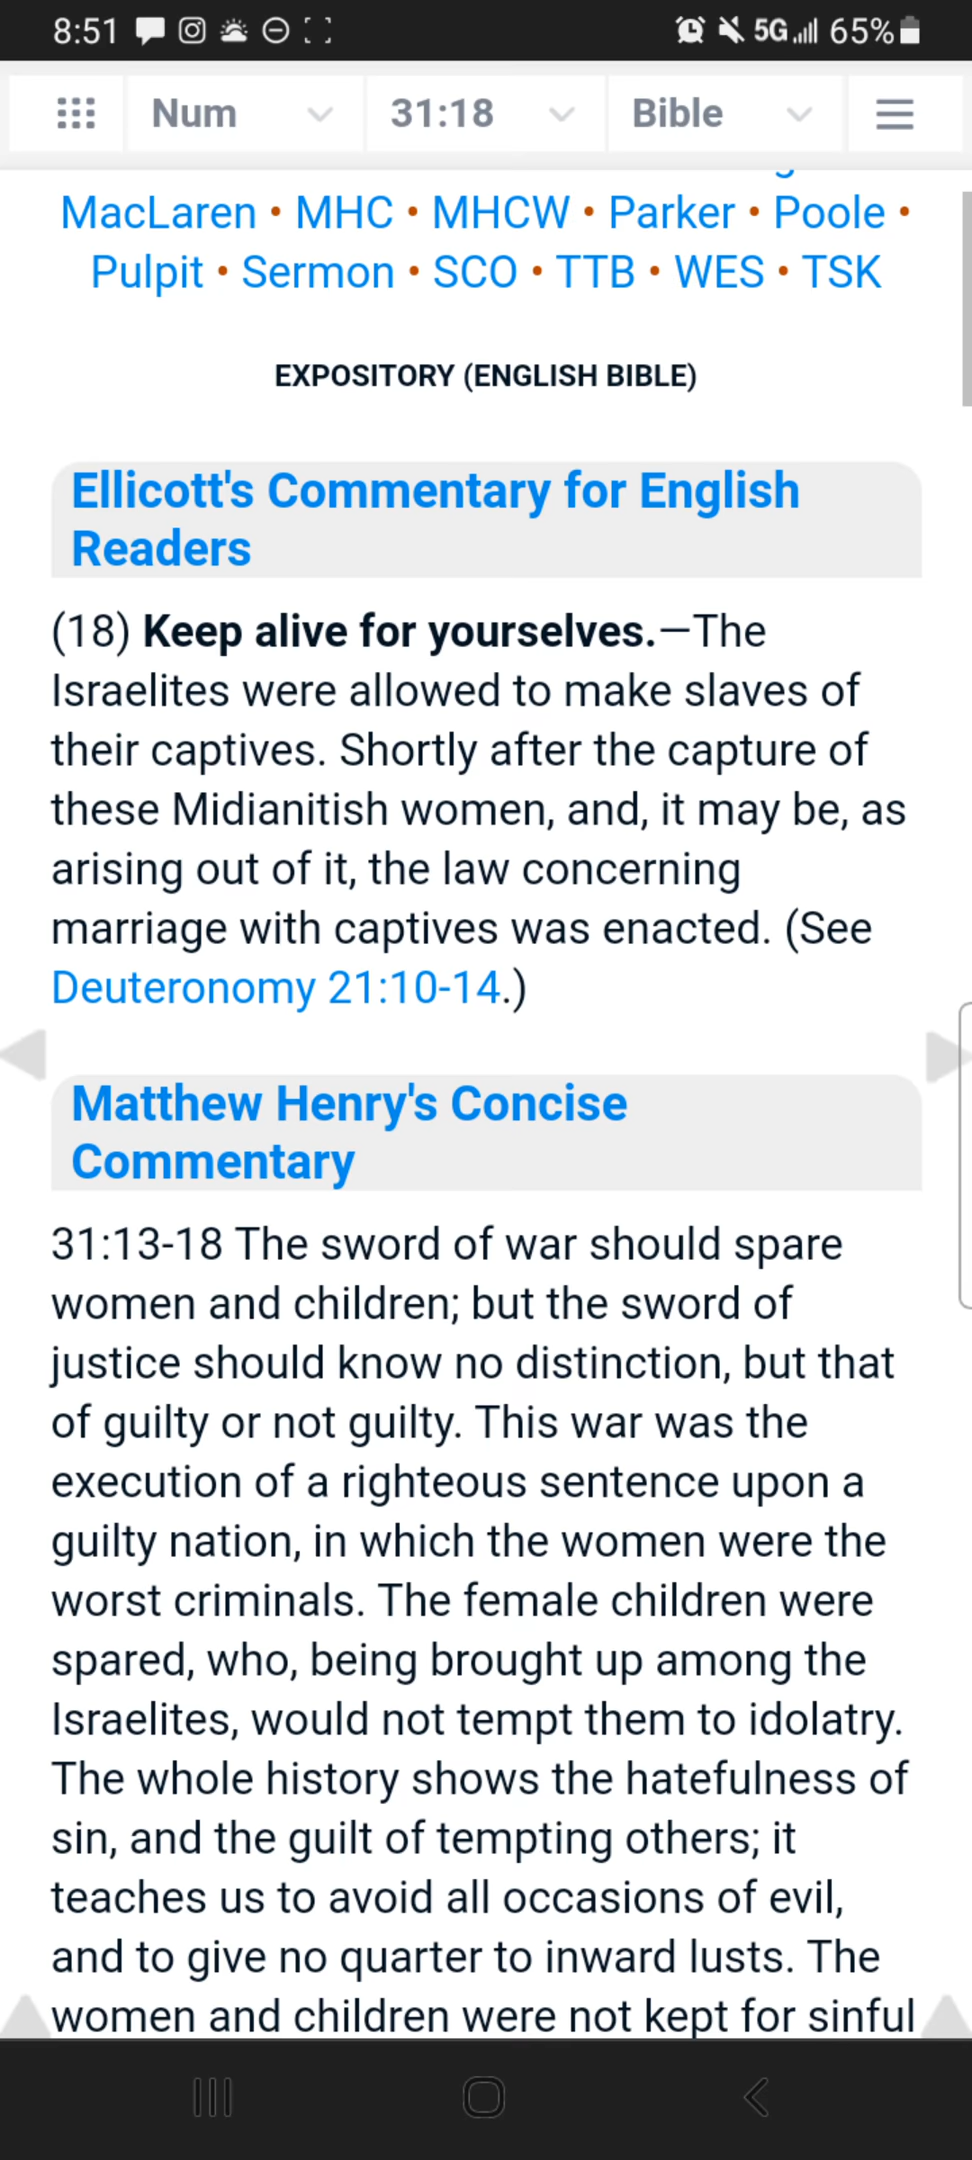 8:51 5G 65%
Num 31:18 Bible
MacLaren • MHC • MHCW • Parker • Poole •
Pulpit • Sermon • SCO • TTB • WES • TSK
EXPOSITORY (ENGLISH BIBLE)
Ellicott's Commentary for English
Readers
(18) Keep alive for yourselves.—The
Israelites were allowed to make slaves of
their captives. Shortly after the capture of
these Midianitish women, and, it may be, as
arising out of it, the law concerning
marriage with captives was enacted. (See
Deuteronomy 21:10-14.)
Matthew Henry's Concise
Commentary
31:13-18 The sword of war should spare
women and children; but the sword of
justice should know no distinction, but that
of guilty or not guilty. This war was the
execution of a righteous sentence upon a
guilty nation, in which the women were the
worst criminals. The female children were
spared, who, being brought up among the
Israelites, would not tempt them to idolatry.
The whole history shows the hatefulness of
sin, and the guilt of tempting others; it
teaches us to avoid all occasions of evil,
and to give no quarter to inward lusts. The
women and children were not kept for sinful